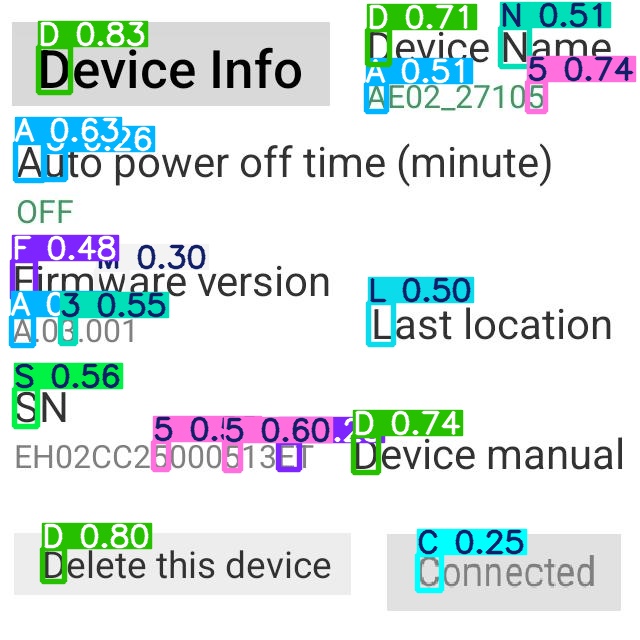 D 0.83
Device Info
D 0.71
N 0.51
Device Name
A 0.51
5 0.74
AE02_27105
A 0.63
0.26
Auto power off time (minute)
OFF
F 0.48
M 0.30
Firmware version
A 0
3 0.55
A.03.001
L 0.50
Last location
S 0.56
SN
5 0.
5 0.60
EH02CC25000513ET
D 0.74
Device manual
D 0.80
Delete this device
C 0.25
Connected